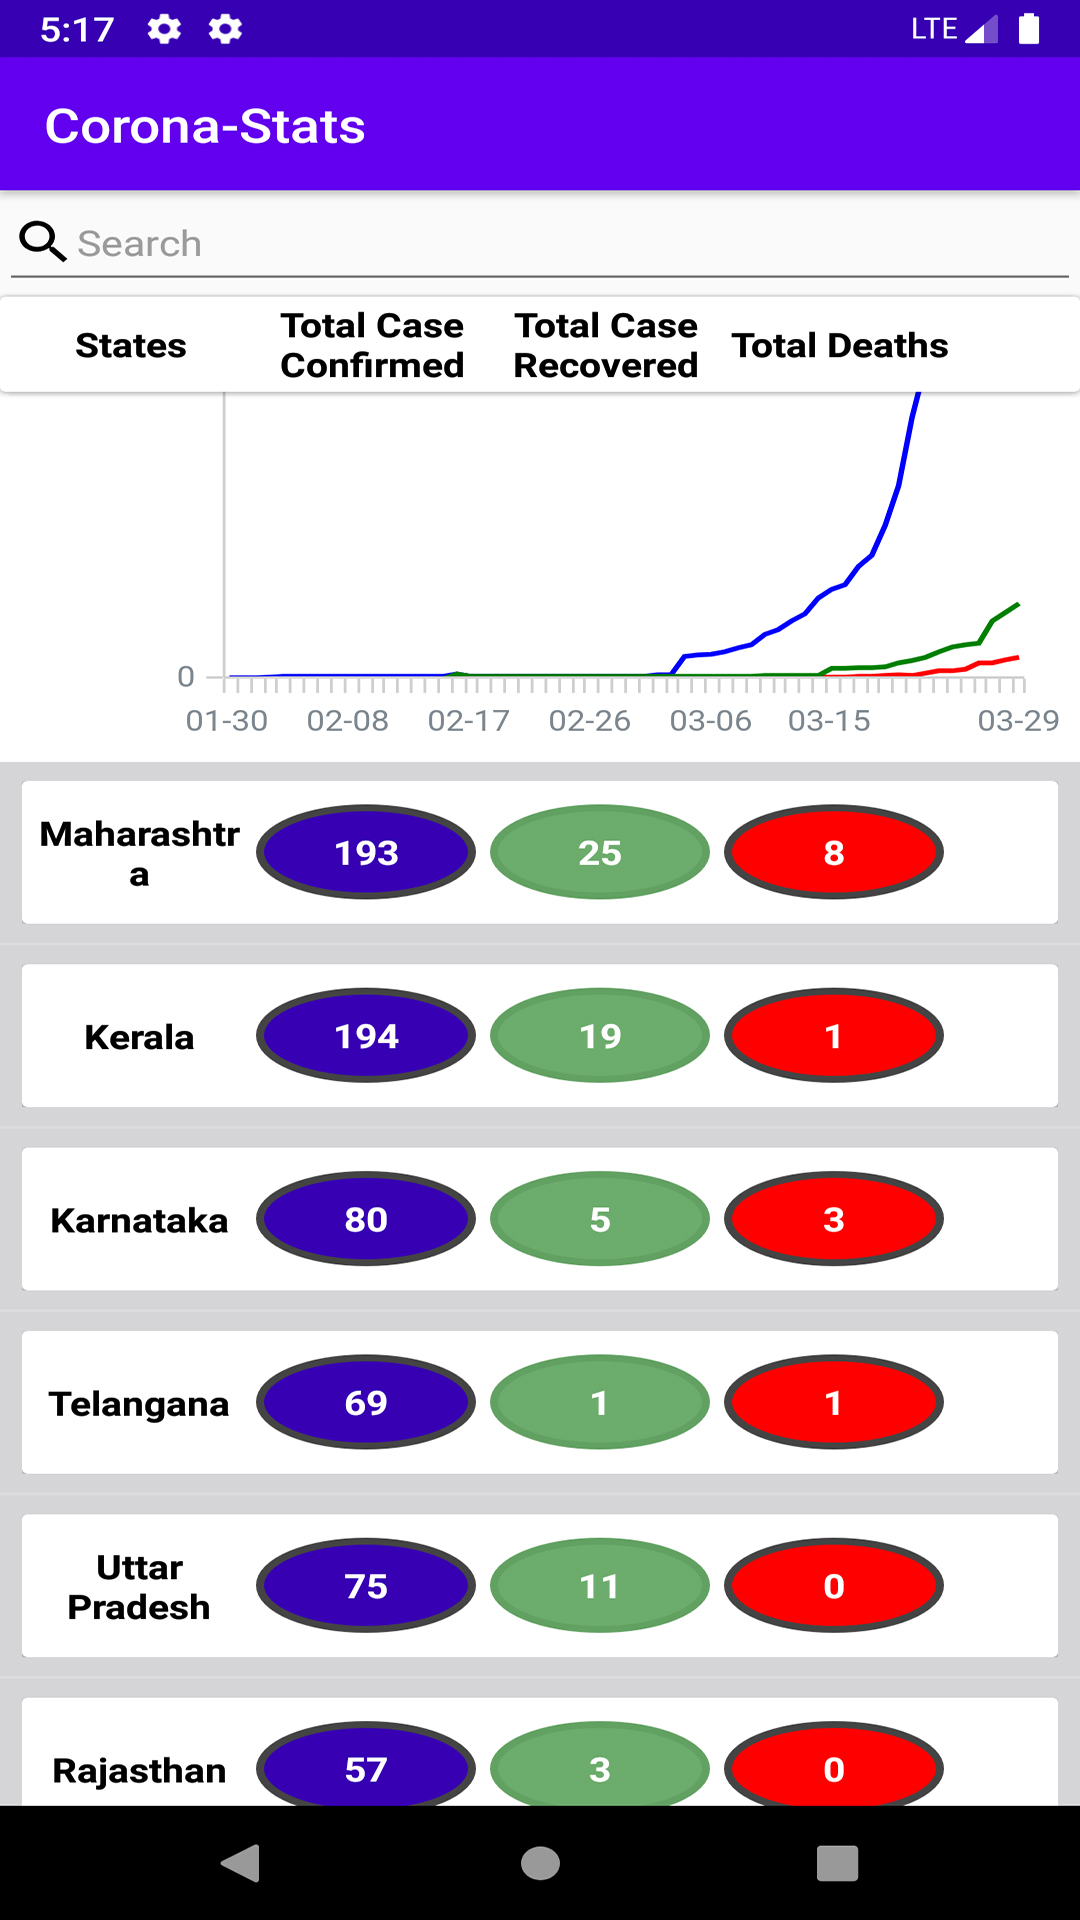 5:17 LTE
Corona-Stats
Search
States Total Case Confirmed Total Case Recovered Total Deaths
0
01-30 02-08 02-17 02-26 03-06 03-15 03-29
Maharashtr
a 193 25 8
Kerala 194 19 1
Karnataka 80 5 3
Telangana 69 1 1
Uttar
Pradesh 75 11 0
Rajasthan 57 3 0